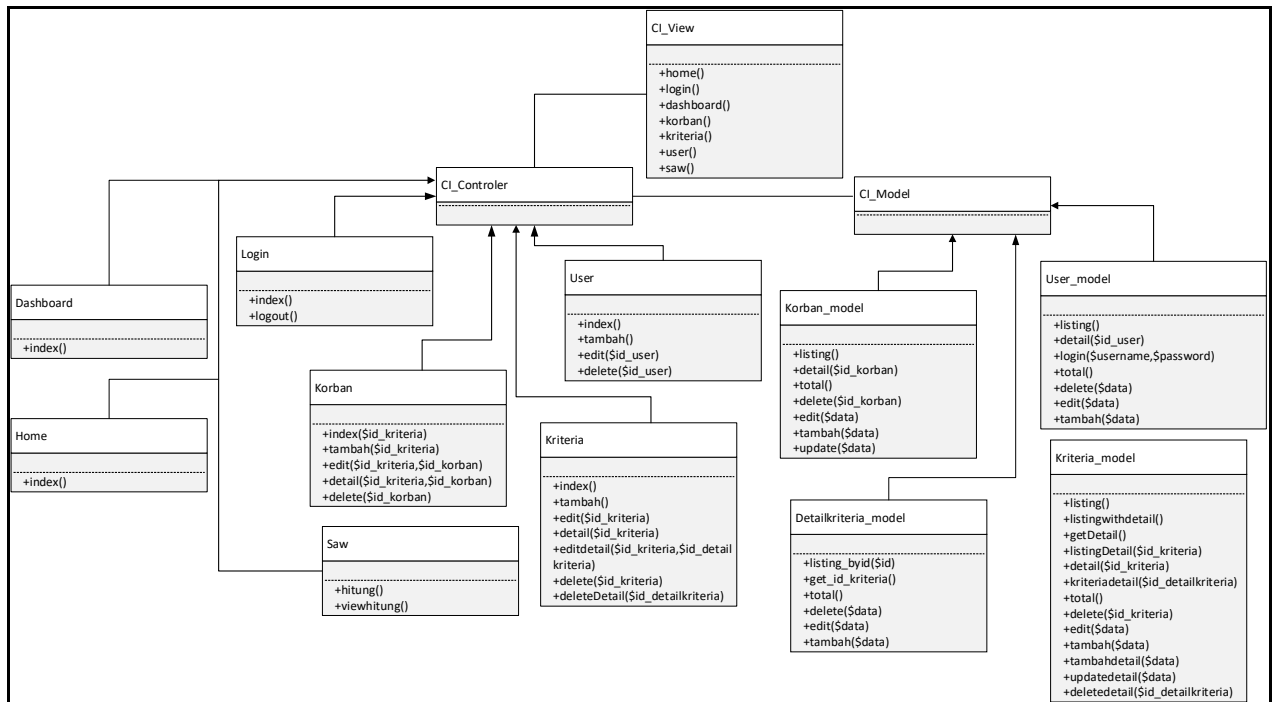 CI_View
+home()
+login()
+dashboard()
+korban()
+kriteria()
+user()
+saw()
CI_Controler
CI_Model
Login
+index()
+logout()
User
+index()
+tambah()
+edit($id_user)
+delete($id_user)
User_model
+listing()
+detail($id_user)
+login($username,$password)
+total()
+delete($data)
+edit($data)
+tambah($data)
Dashboard
+index()
Korban_model
+listing()
+detail($id_korban)
+total()
+delete($id_korban)
+edit($data)
+tambah($data)
+update($data)
Korban
+index($id_kriteria)
+tambah($id_kriteria)
+edit($id_kriteria,$id_korban)
+detail($id_kriteria,$id_korban)
+delete($id_korban)
Home
+index()
Kriteria
+index()
+tambah()
+edit($id_kriteria)
+detail($id_kriteria)
+editdetail($id_kriteria,$id_detail
kriteria)
+delete($id_kriteria)
+deleteDetail($id_detailkriteria)
Kriteria_model
+listing()
+listingwithdetail()
+getDetail()
+listingDetail($id_kriteria)
+detail($id_kriteria)
+kriteriadetail($id_detailkriteria)
+total()
+delete($id_kriteria)
+edit($data)
+tambah($data)
+tambahdetail($data)
+updatedetail($data)
+deletedetail($id_detailkriteria)
Detailkriteria_model
+listing_byid($id)
+get_id_kriteria()
+total()
+delete($data)
+edit($data)
+tambah($data)
Saw
+hitung()
+viewhitung()